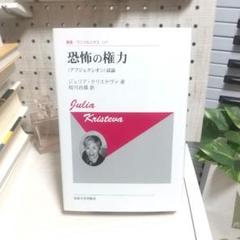 叢書・ウニベルシタス 137
恐怖の権力
〈アブジェクシオン〉試論
ジュリア・クリステヴァ 著
枝川昌雄 訳
Julia
Kristeva
法政大学出版局